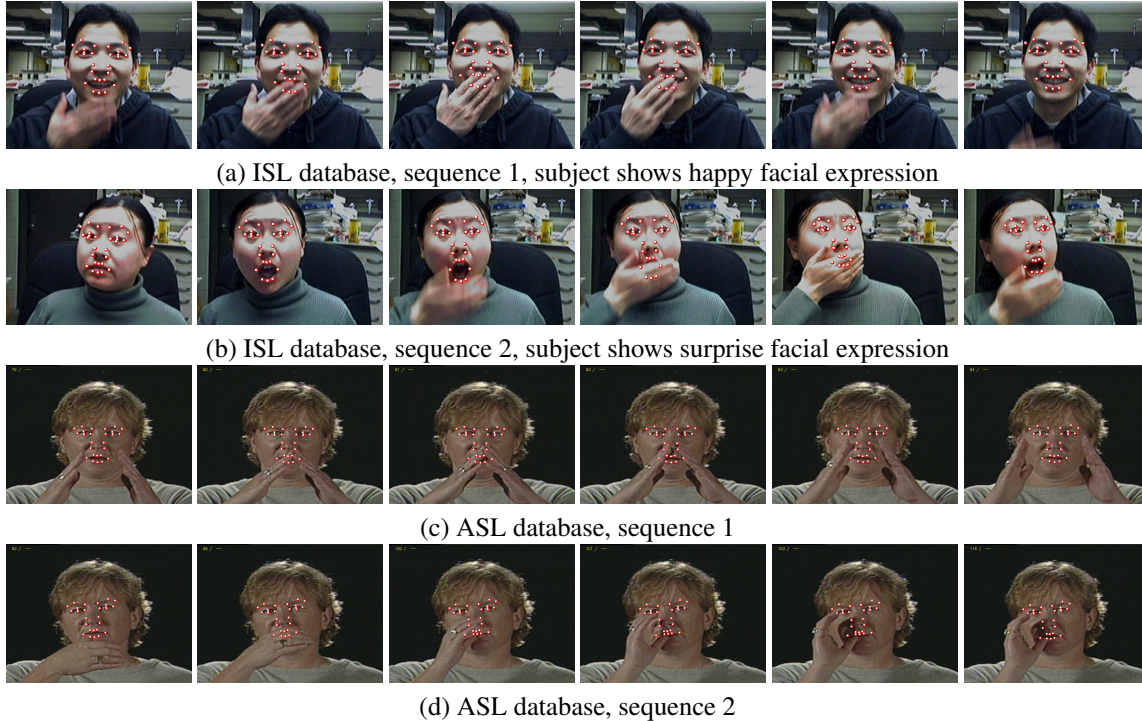 (a) ISL database, sequence 1, subject shows happy facial expression
(b) ISL database, sequence 2, subject shows surprise facial expression
(c) ASL database, sequence 1
(d) ASL database, sequence 2